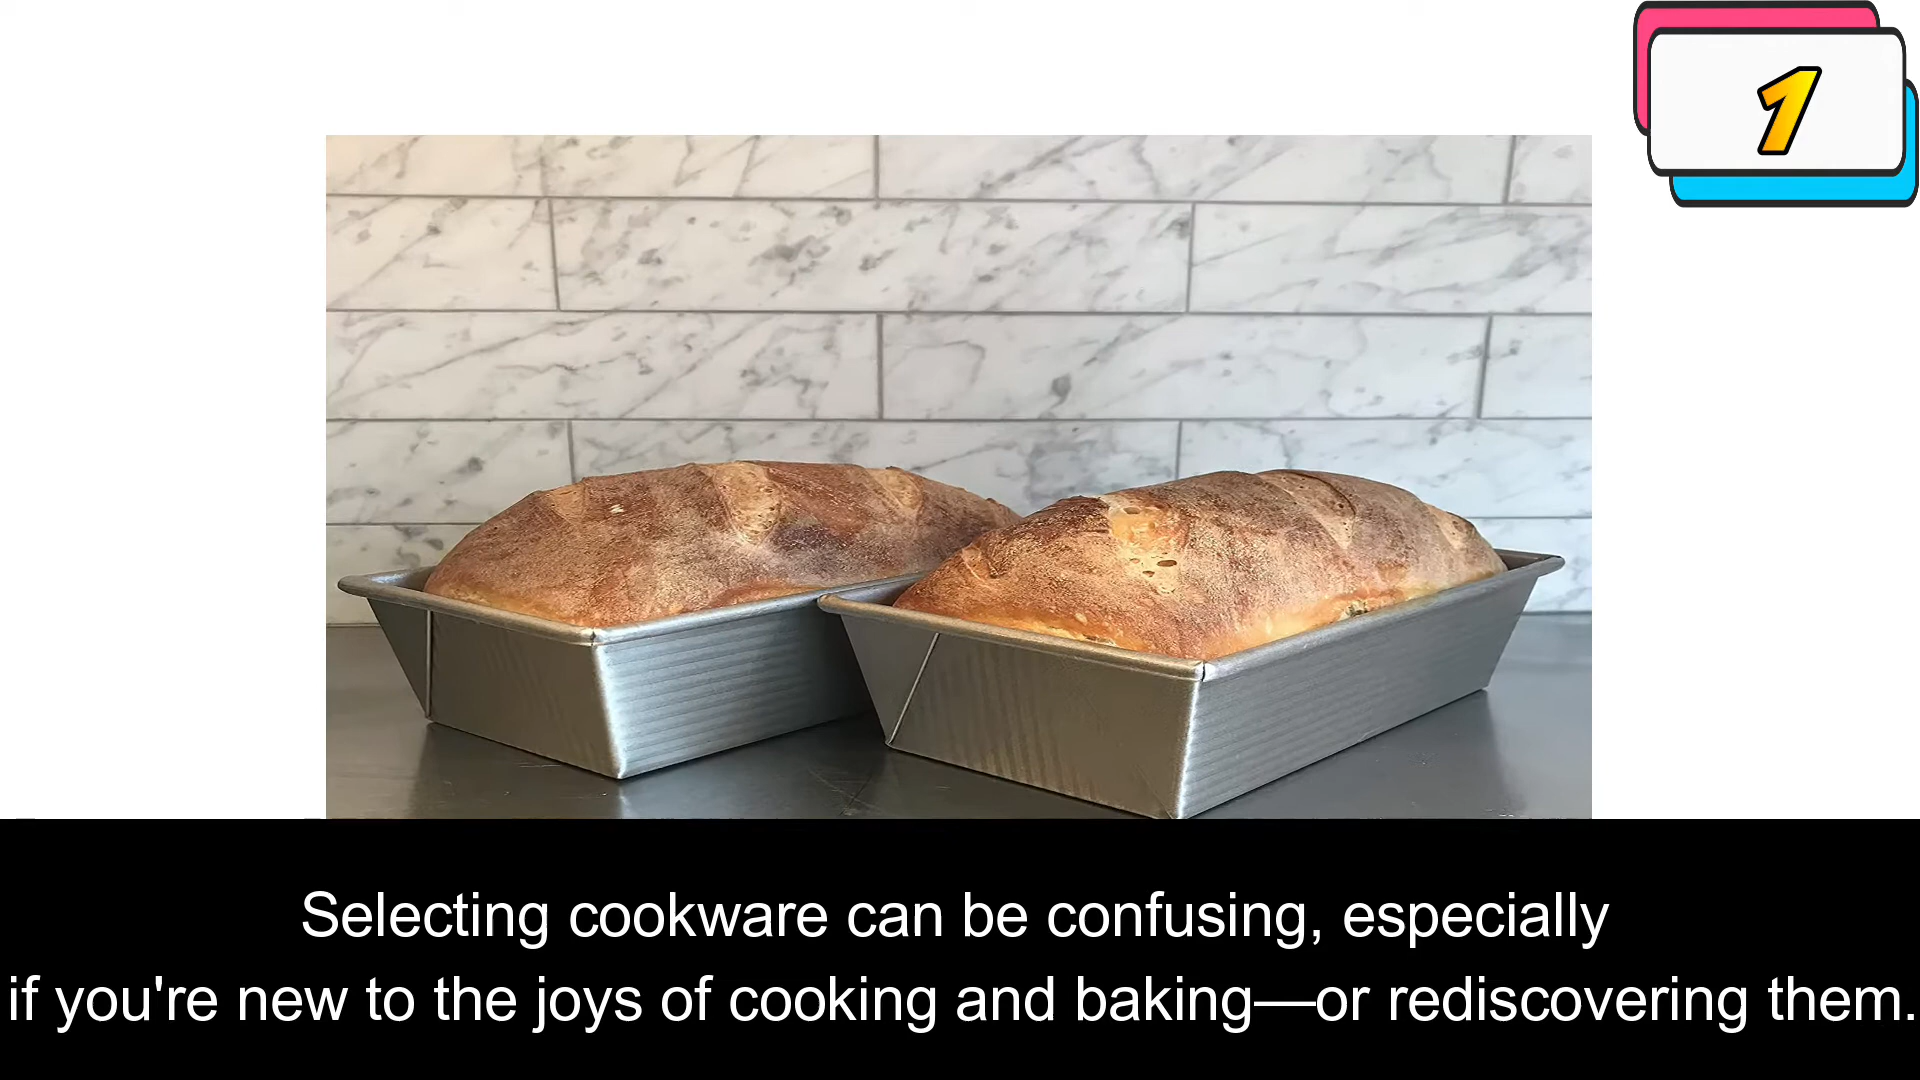 1
Selecting cookware can be confusing, especially
if you're new to the joys of cooking and baking—or rediscovering them.